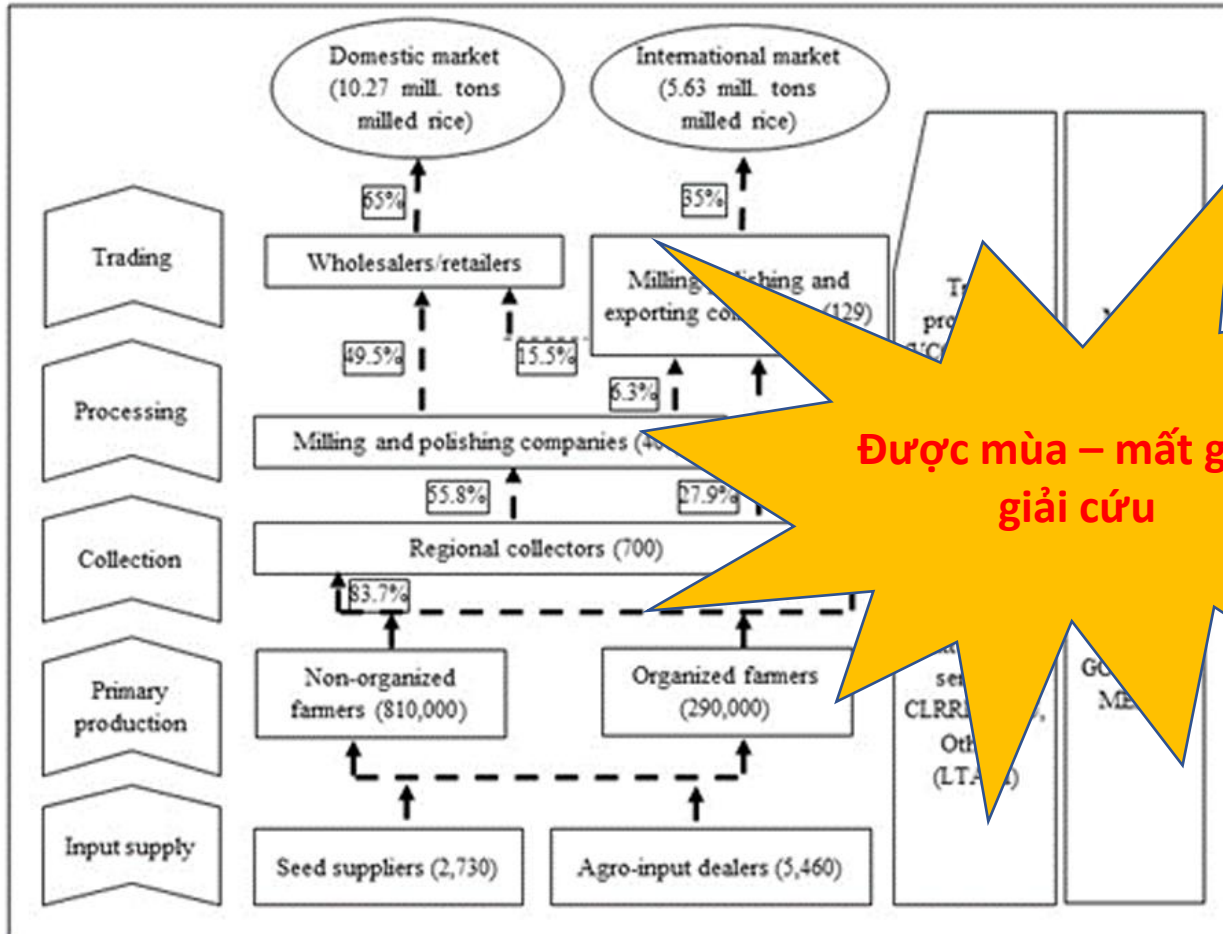 Domestic market
(10.27 mill. tons
milled rice)
International market
(5.63 mill. tons
milled rice)
65%
35%
Trading
Wholesalers/retailers
Milling and
exporting (129)
49.5%
15.5%
6.3%
Processing
Milling and polishing companies
55.8%
27.9%
Collection
Regional collectors (700)
83.7%
Primary
production
Non-organized
farmers (810,000)
Organized farmers
(290,000)
Input supply
Seed suppliers (2,730)
Agro-input dealers (5,460)
Được mùa – mất
giải cứu